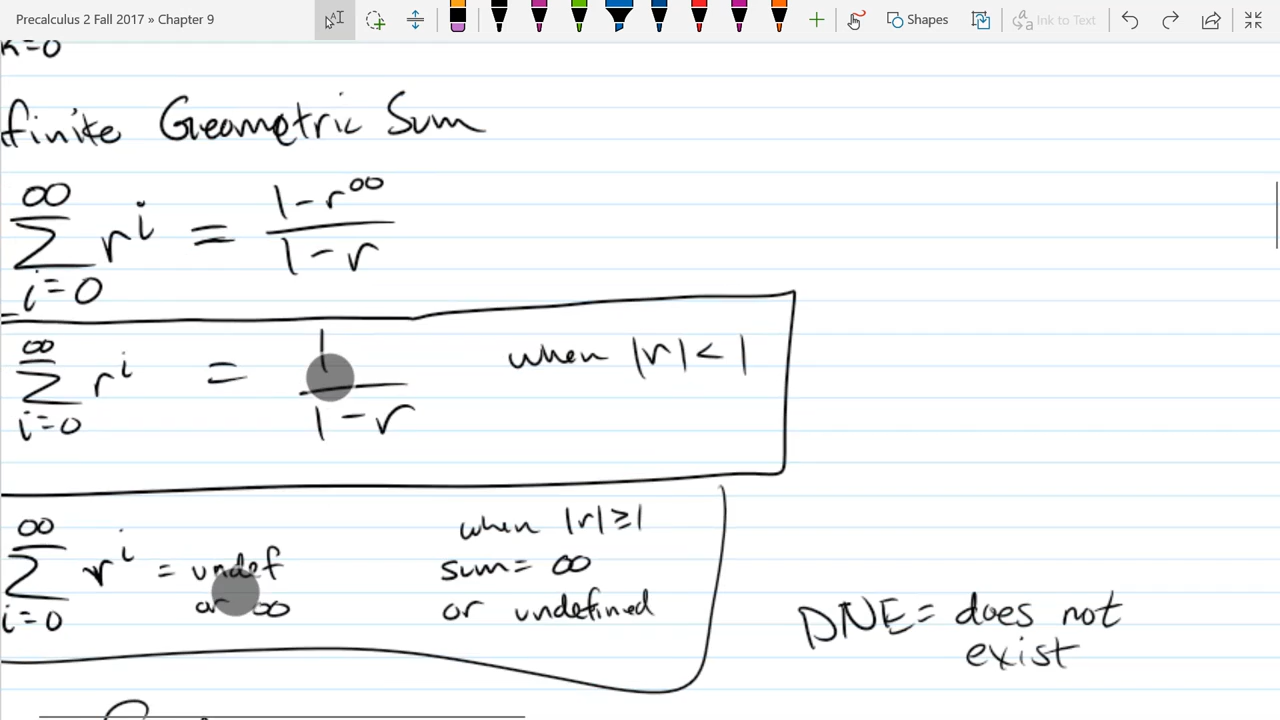 Precalculus 2 Fall 2017 » Chapter 9
Shapes
Ink to Text
k=0
finite Geometric Sum
∞
∑ r^i = (1-r^∞)/(1-r)
i=0
∞
∑ r^i = 1/(1-r) when |r|<1
i=0
when |r|≥1
∞
∑ r^i = undef sum= ∞
i=0 or ∞ or undefined
DNE= does not
exist